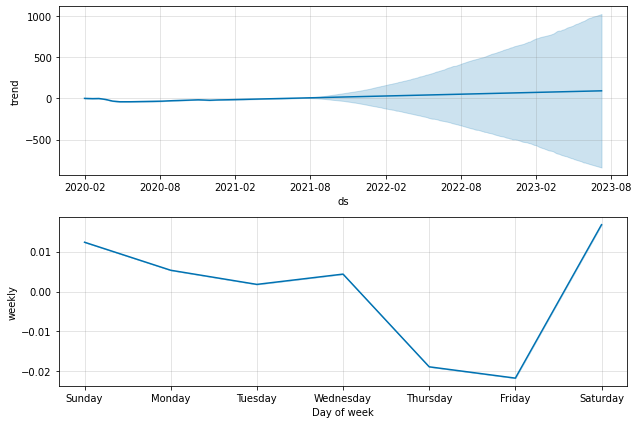 1000
500
0
−500
trend
2020-02 2020-08 2021-02 2021-08 2022-02 2022-08 2023-02 2023-08
ds
0.01
0.00
−0.01
−0.02
weekly
Sunday Monday Tuesday Wednesday Thursday Friday Saturday
Day of week